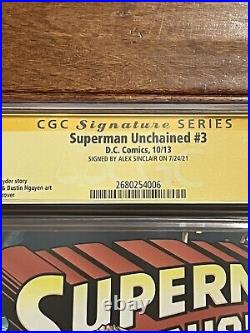 CGC Signature SERIES
Superman Unchained #3
D.C. Comics, 10/13
SIGNED BY ALEX SINCLAIR ON 7/24/21
yder story
& Dustin Nguyen art
cover
2680254006
SUPERM